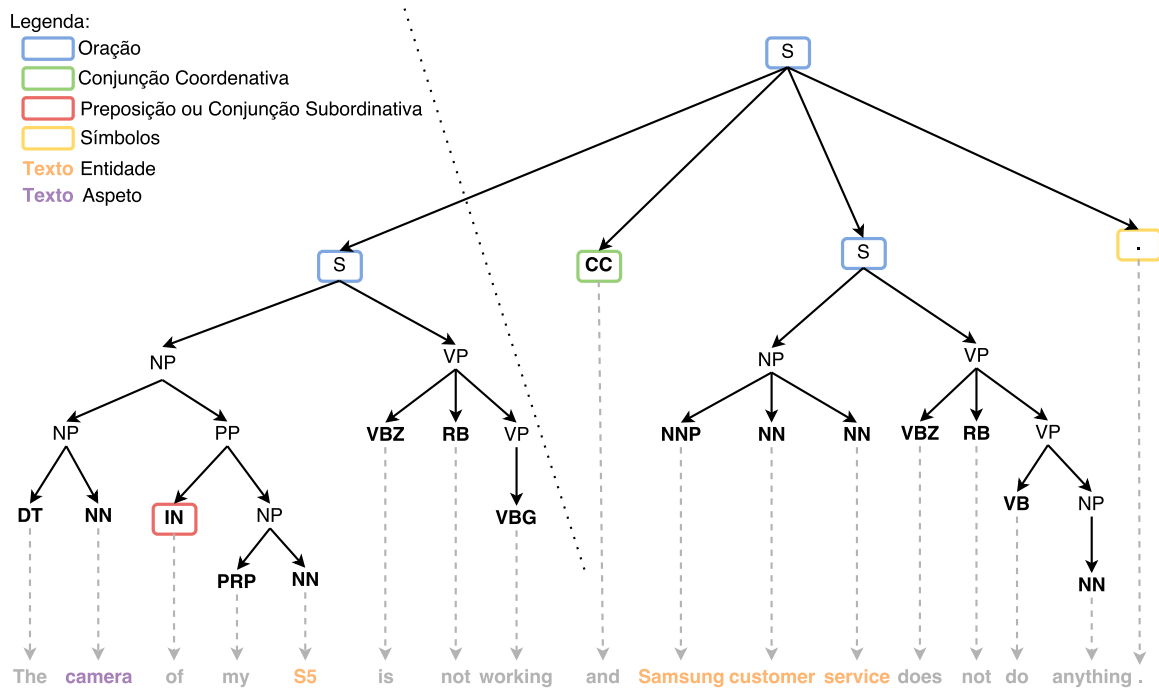 Legenda:
Oração
Conjunção Coordenativa
Preposição ou Conjunção Subordinativa
Símbolos
Texto Entidade
Texto Aspeto
S
S CC S .
NP VP NP VP
NP PP VBZ RB VP NNP NN NN VBZ RB VP
DT NN IN NP VBG VB NP
PRP NN NN
The camera of my S5 is not working and Samsung customer service does not do anything .